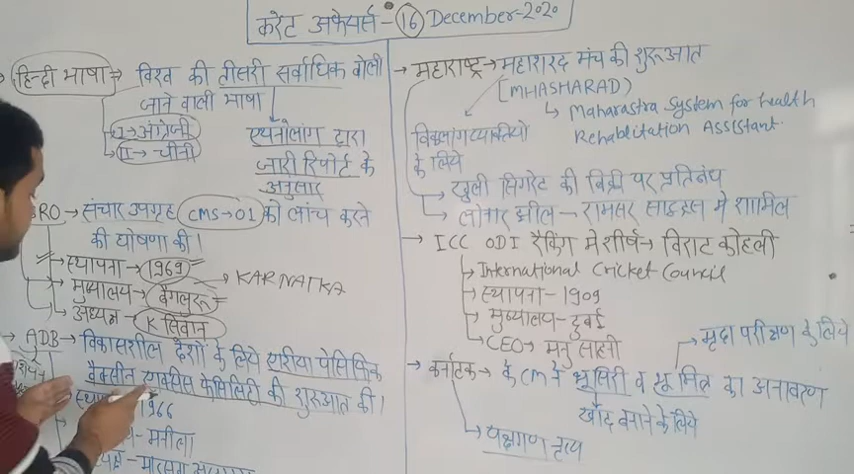 करेंट अफेयर्स - 16 December-2020
हिन्दी भाषा → विश्व की तीसरी सर्वाधिक बोली
जाने वाली भाषा
I → अंग्रेजी
II → चीनी
एथनोलॉग द्वारा
जारी रिपोर्ट के
अनुसार
RO → संचार उपग्रह CMS-01 को लांच करने
की घोषणा की।
→ स्थापना → 1969
→ मुख्यालय → बेंगलुरू → KARNATKA
→ अध्यक्ष → K सिवान
→ ADB → विकासशील देशों के लिये एशिया पेसिफिक
वैक्सीन एक्सेस फेसिलिटी की शुरूआत की।
1966
मनीला
→ महाराष्ट्र → महाशरद मंच की शुरूआत
[MHASHARAD)
→ Maharastra System for health
Rehablitation Assistant.
विकलांग व्यक्तियो
के लिये
→ खुली सिगरेट की बिक्री पर प्रतिबंध
→ लोनार झील - रामसर साइट्स मे शामिल
→ ICC ODI रैंकिंग मे शीर्ष → विराट कोहली
→ International Cricket Council
→ स्थापना - 1909
→ मुख्यालय - दुबई
→ CEO → मनु साहनी
→ मृदा परीक्षण के लिये
→ कर्नाटक → के CM ने भूसिरी व भू मित्र का अनावरण
खाद बनाने के लिये
→ यक्षगण नृत्य